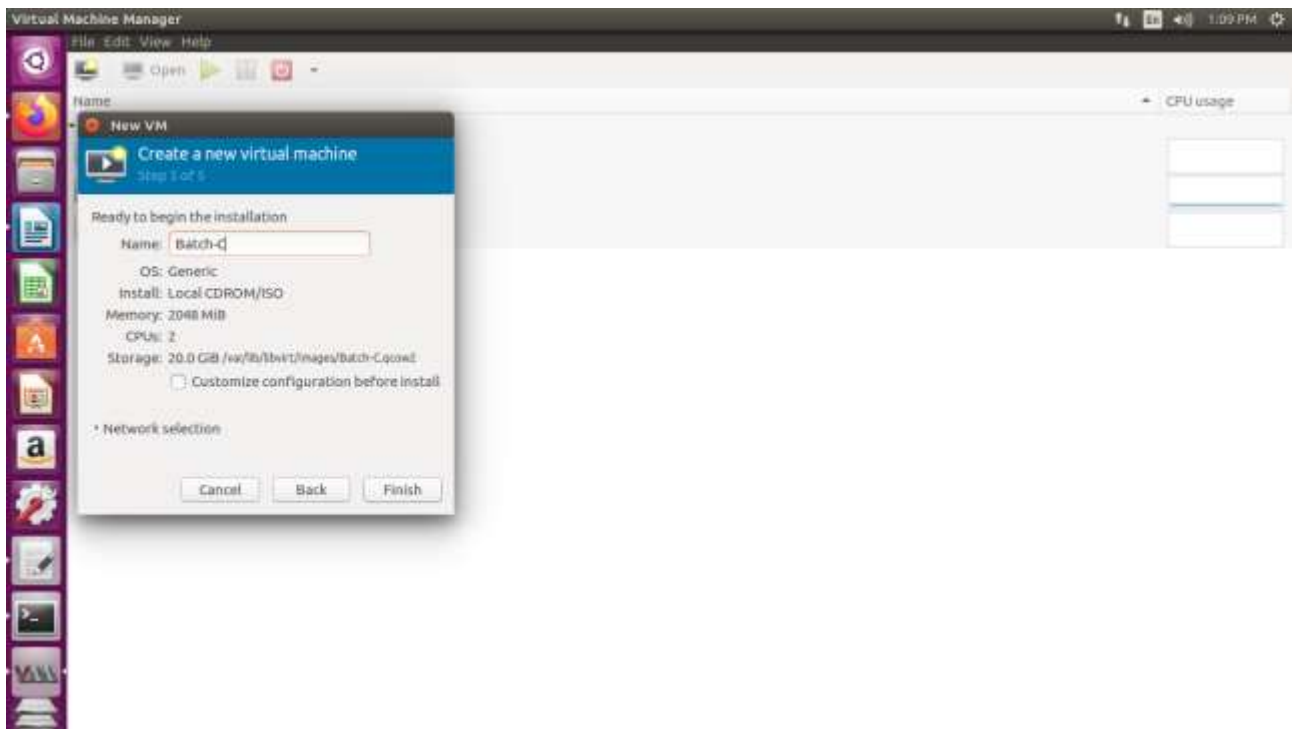 Virtual Machine Manager
En 1:09 PM
File Edit View Help
Open
Name CPU usage
New VM
Create a new virtual machine
Step 5 of 5
Ready to begin the installation
Name: Batch-C
OS: Generic
Install: Local CDROM/ISO
Memory: 2048 MiB
CPUs: 2
Storage: 20.0 GiB /var/lib/libvirt/images/Batch-C.qcow2
Customize configuration before install
Network selection
Cancel Back Finish